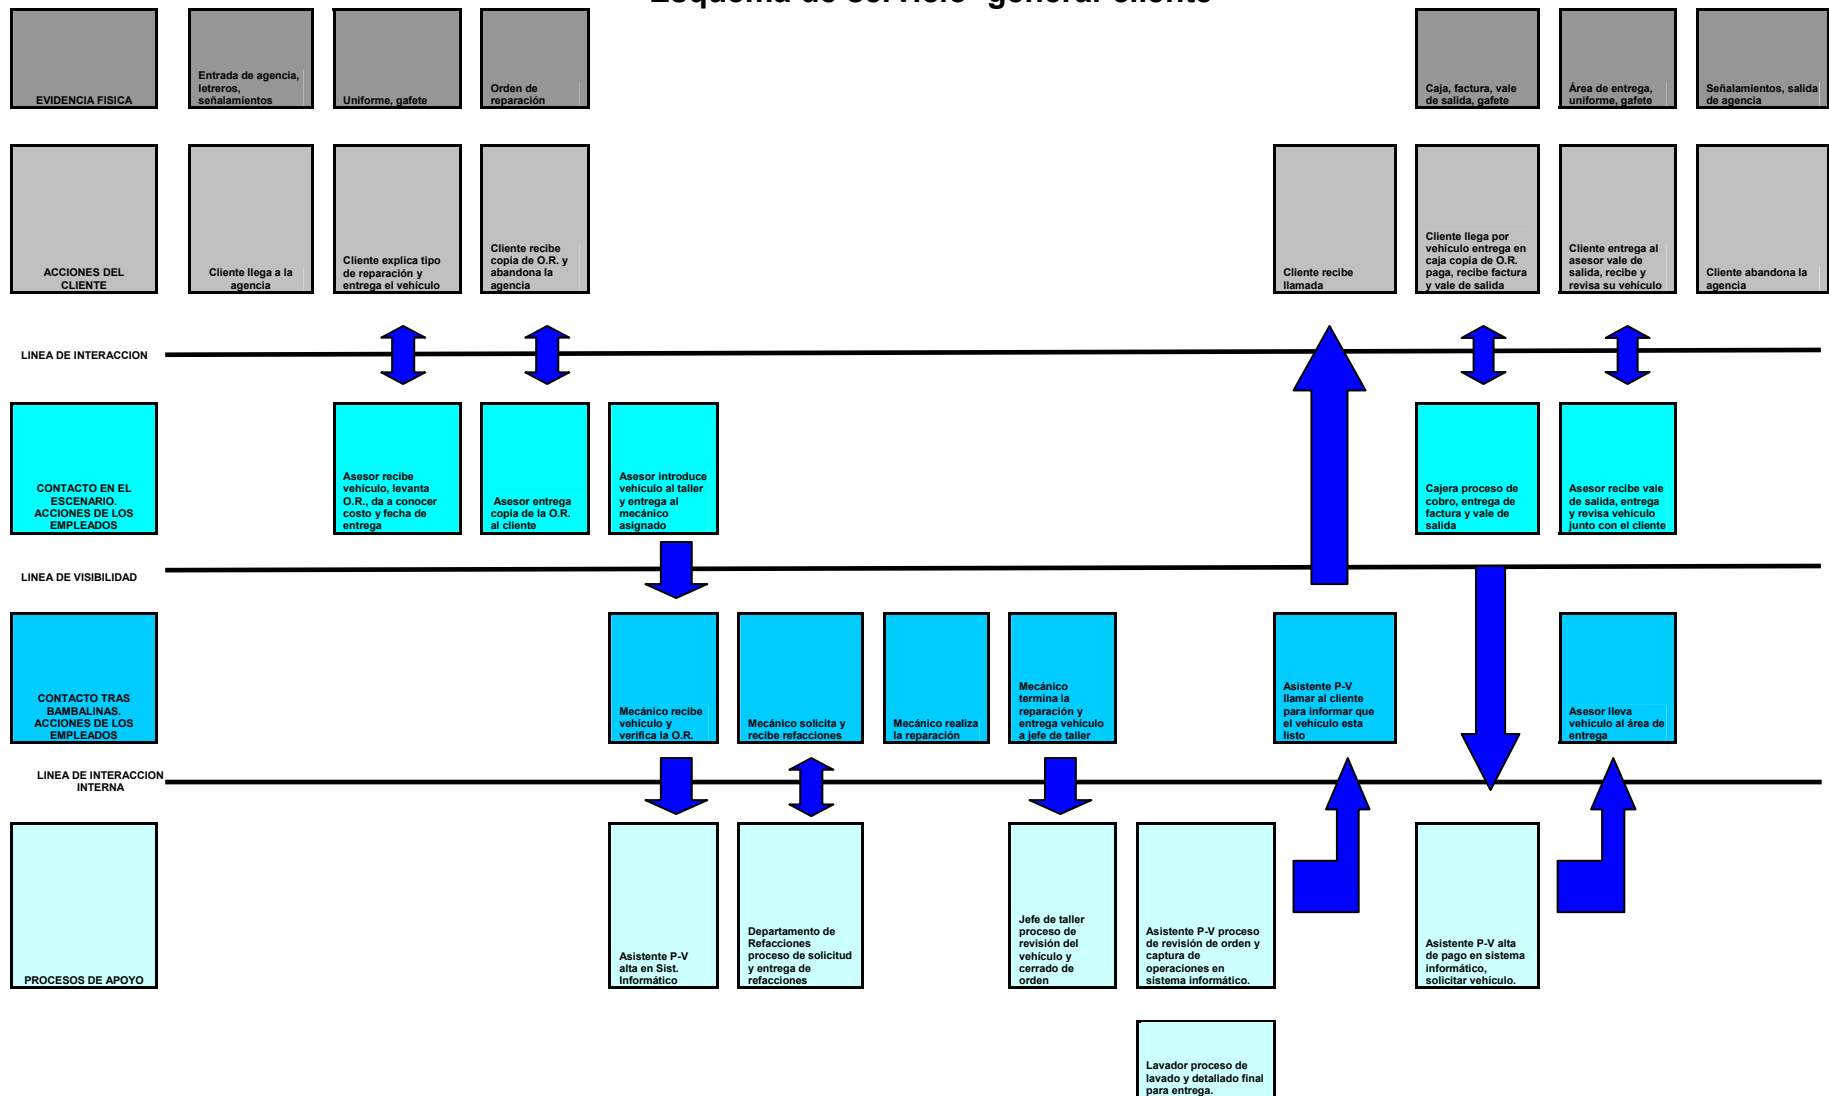 Esquema de servicio general cliente
EVIDENCIA FISICA
Entrada de agencia,
letreros,
señalamientos
Uniforme, gafete
Orden de
reparación
Caja, factura, vale
de salida, gafete
Área de entrega,
uniforme, gafete
Señalamientos, salida
de agencia
ACCIONES DEL
CLIENTE
Cliente llega a la
agencia
Cliente explica tipo
de reparación y
entrega el vehículo
Cliente recibe
copia de O.R. y
abandona la
agencia
Cliente recibe
llamada
Cliente llega por
vehículo entrega en
caja copia de O.R.
paga, recibe factura
y vale de salida
Cliente entrega al
asesor vale de
salida, recibe y
revisa su vehículo
Cliente abandona la
agencia
LINEA DE INTERACCION
CONTACTO EN EL
ESCENARIO.
ACCIONES DE LOS
EMPLEADOS
Asesor recibe
vehículo, levanta
O.R., da a conocer
costo y fecha de
entrega
Asesor entrega
copia de la O.R.
al cliente
Asesor introduce
vehículo al taller
y entrega al
mecánico
asignado
Cajera proceso de
cobro, entrega de
factura y vale de
salida
Asesor recibe vale
de salida, entrega
y revisa vehículo
junto con el cliente
LINEA DE VISIBILIDAD
CONTACTO TRAS
BAMBALINAS.
ACCIONES DE LOS
EMPLEADOS
Mecánico recibe
vehículo y
verifica la O.R.
Mecánico solicita y
recibe refacciones
Mecánico realiza
la reparación
Mecánico
termina la
reparación y
entrega vehículo
a jefe de taller
Asistente P-V
llamar al cliente
para informar que
el vehículo esta
listo
Asesor lleva
vehículo al área de
entrega
LINEA DE INTERACCION
INTERNA
PROCESOS DE APOYO
Asistente P-V
alta en Sist.
Informático
Departamento de
Refacciones
proceso de solicitud
y entrega de
refacciones
Jefe de taller
proceso de
revisión del
vehículo y
cerrado de
orden
Asistente P-V proceso
de revisión de orden y
captura de
operaciones en
sistema informático.
Asistente P-V alta
de pago en sistema
informático,
solicitar vehículo.
Lavador proceso de
lavado y detallado final
para entrega.